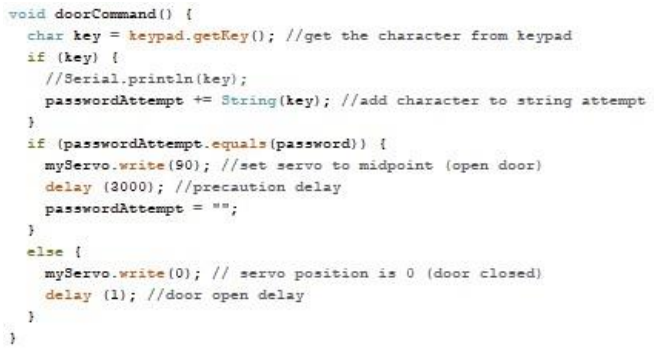 void doorCommand() {
  char key = keypad.getKey(); //get the character from keypad
  if (key) {
    //Serial.println(key);
    passwordAttempt += String(key); //add character to string attempt
  }
  if (passwordAttempt.equals(password)) {
    myServo.write(90); //set servo to midpoint (open door)
    delay (3000); //precaution delay
    passwordAttempt = "";
  }
  else {
    myServo.write(0); // servo position is 0 (door closed)
    delay (1); //door open delay
  }
}